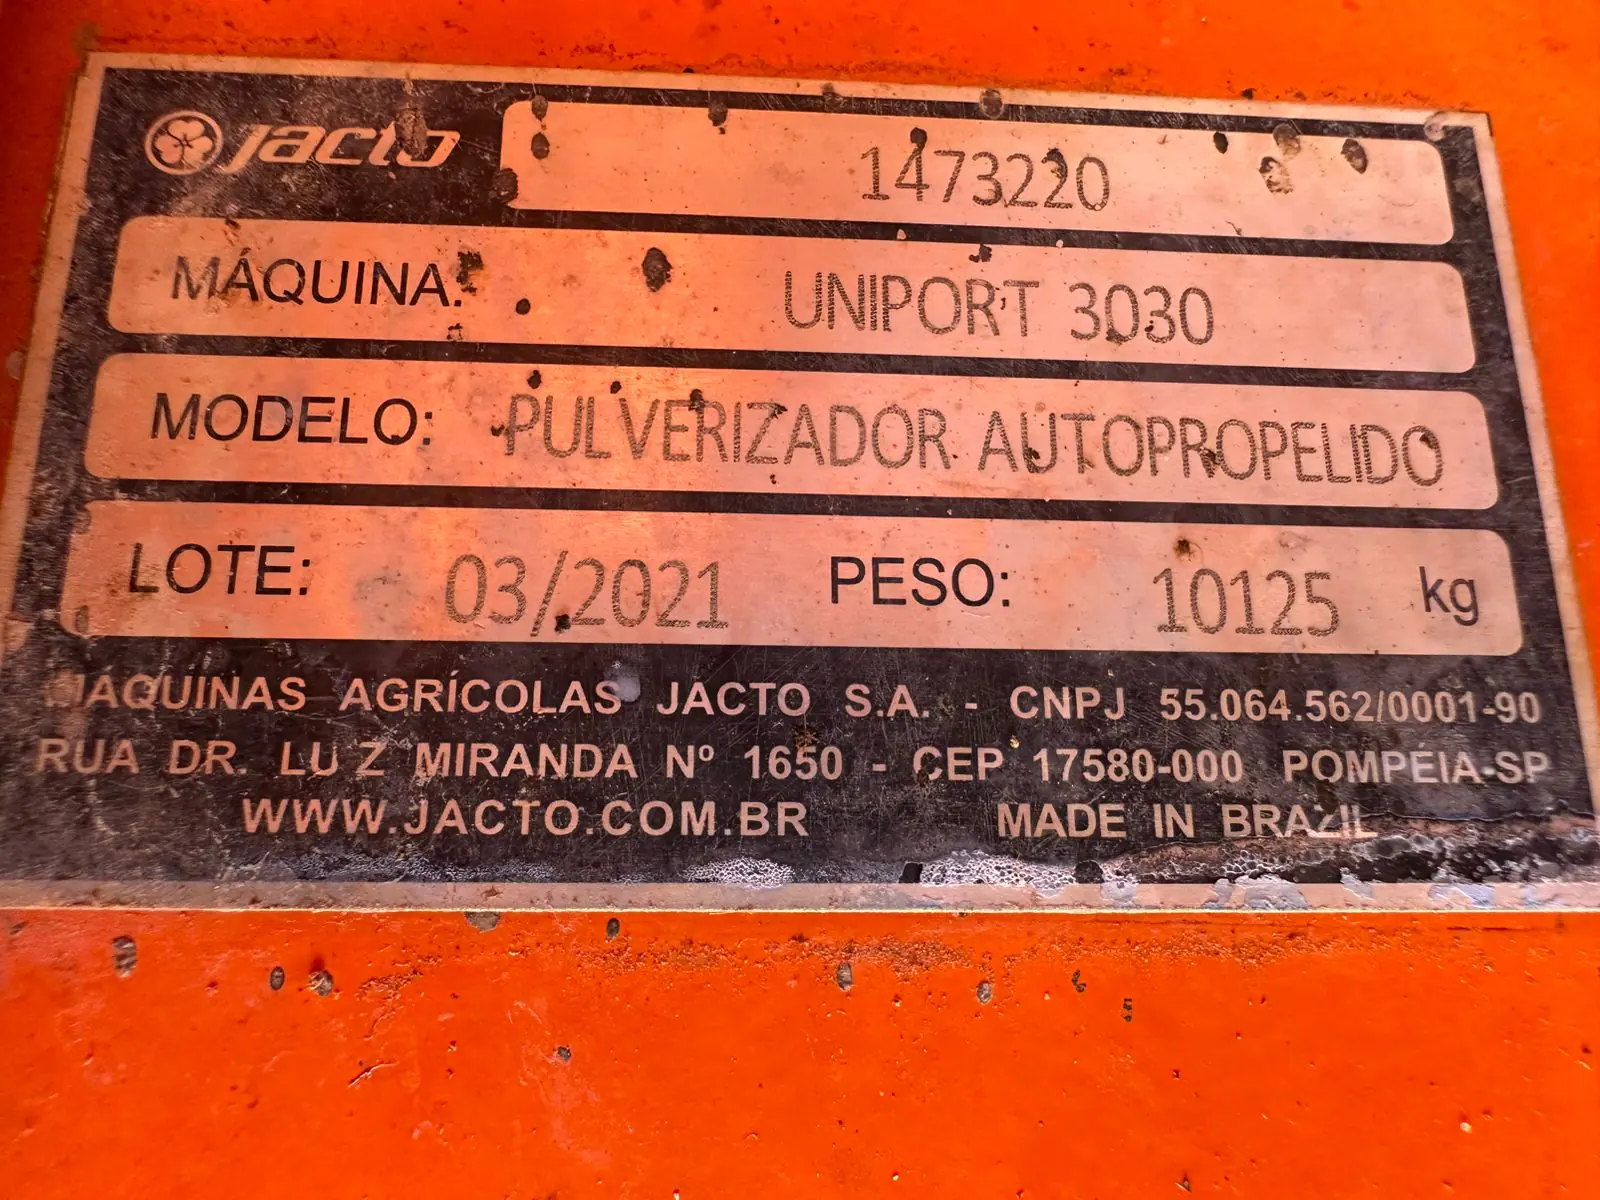 jacto 1473220
MÁQUINA: UNIPORT 3030
MODELO: PULVERIZADOR AUTOPROPELIDO
LOTE: 03/2021 PESO: 10125 kg
MÁQUINAS AGRÍCOLAS JACTO S.A. - CNPJ 55.064.562/0001-90
RUA DR. LUIZ MIRANDA Nº 1650 - CEP 17580-000 POMPÉIA-SP
WWW.JACTO.COM.BR MADE IN BRAZIL